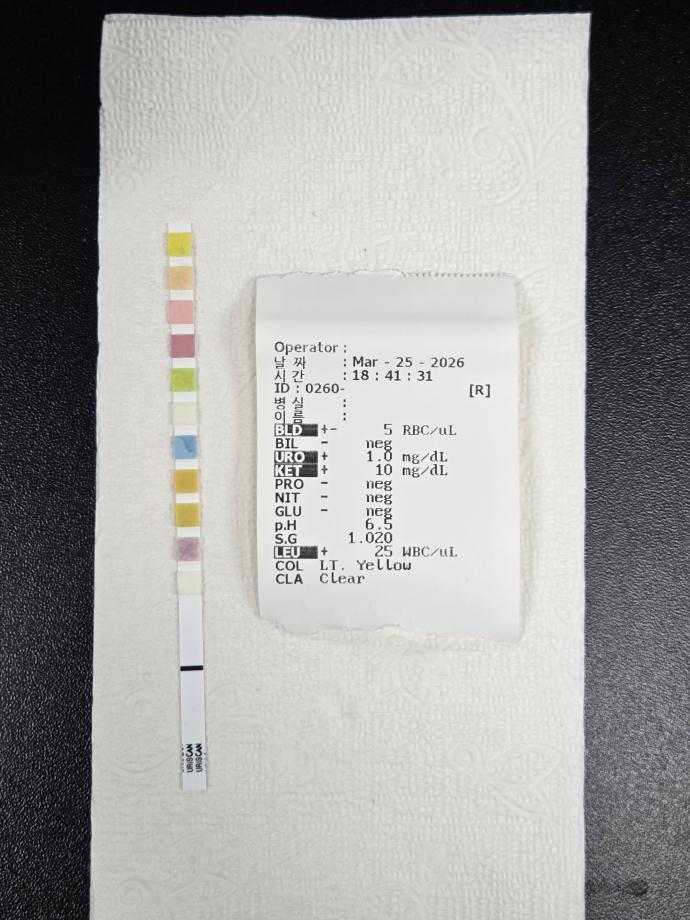 Operator :
날 짜 : Mar - 25 - 2026
시 간 : 18 : 41 : 31
ID : 0260- [R]
병 실 :
이 름 :
BLD +- 5 RBC/uL
BIL - neg
URO + 1.0 mg/dL
KET + 10 mg/dL
PRO - neg
NIT - neg
GLU - neg
p.H 6.5
S.G 1.020
LEU + 25 WBC/uL
COL LT. Yellow
CLA Clear
URiSCAN
URiSCAN